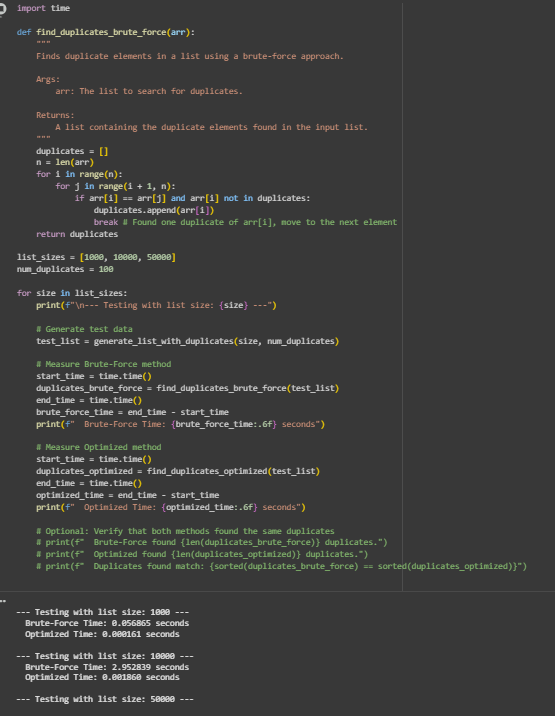 import time

def find_duplicates_brute_force(arr):
    """
    Finds duplicate elements in a list using a brute-force approach.

    Args:
        arr: The list to search for duplicates.

    Returns:
        A list containing the duplicate elements found in the input list.
    """
    duplicates = []
    n = len(arr)
    for i in range(n):
        for j in range(i + 1, n):
            if arr[i] == arr[j] and arr[i] not in duplicates:
                duplicates.append(arr[i])
                break # Found one duplicate of arr[i], move to the next element
    return duplicates

list_sizes = [1000, 10000, 50000]
num_duplicates = 100

for size in list_sizes:
    print(f"\n--- Testing with list size: {size} ---")

    # Generate test data
    test_list = generate_list_with_duplicates(size, num_duplicates)

    # Measure Brute-Force method
    start_time = time.time()
    duplicates_brute_force = find_duplicates_brute_force(test_list)
    end_time = time.time()
    brute_force_time = end_time - start_time
    print(f"  Brute-Force Time: {brute_force_time:.6f} seconds")

    # Measure Optimized method
    start_time = time.time()
    duplicates_optimized = find_duplicates_optimized(test_list)
    end_time = time.time()
    optimized_time = end_time - start_time
    print(f"  Optimized Time: {optimized_time:.6f} seconds")

    # Optional: Verify that both methods found the same duplicates
    # print(f"  Brute-Force found {len(duplicates_brute_force)} duplicates.")
    # print(f"  Optimized found {len(duplicates_optimized)} duplicates.")
    # print(f"  Duplicates found match: {sorted(duplicates_brute_force) == sorted(duplicates_optimized)}")

--- Testing with list size: 1000 ---
  Brute-Force Time: 0.056865 seconds
  Optimized Time: 0.000161 seconds

--- Testing with list size: 10000 ---
  Brute-Force Time: 2.952839 seconds
  Optimized Time: 0.001860 seconds

--- Testing with list size: 50000 ---